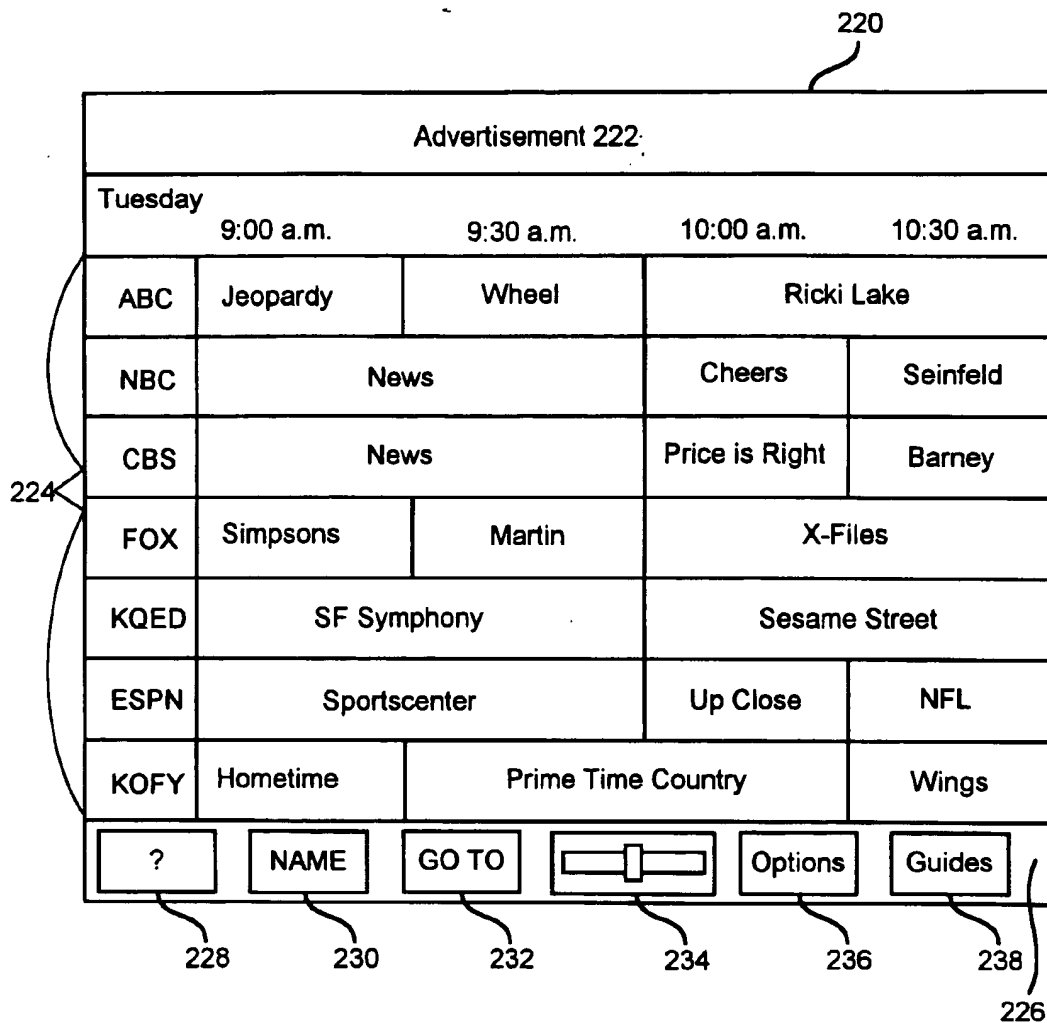 220
Advertisement 222
Tuesday
9:00 a.m. 9:30 a.m. 10:00 a.m. 10:30 a.m.
ABC Jeopardy Wheel Ricki Lake
NBC News Cheers Seinfeld
CBS News Price is Right Barney
224
FOX Simpsons Martin X-Files
KQED SF Symphony Sesame Street
ESPN Sportscenter Up Close NFL
KOFY Hometime Prime Time Country Wings
? NAME GO TO Options Guides
228 230 232 234 236 238
226